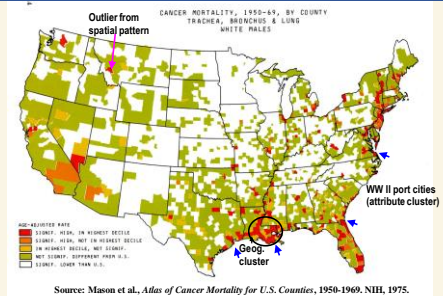 CANCER MORTALITY, 1950-69, BY COUNTY
TRACHEA, BRONCHUS & LUNG
WHITE MALES
Outlier from
spatial pattern
WW II port cities
(attribute cluster)
Geog.
cluster
AGE-ADJUSTED RATE
SIGNIF. HIGH, IN HIGHEST DECILE
SIGNIF. HIGH, NOT IN HIGHEST DECILE
IN HIGHEST DECILE, NOT SIGNIF.
NOT SIGNIF. DIFFERENT FROM U.S.
SIGNIF. LOWER THAN U.S.
Source: Mason et al., Atlas of Cancer Mortality for U.S. Counties, 1950-1969. NIH, 1975.